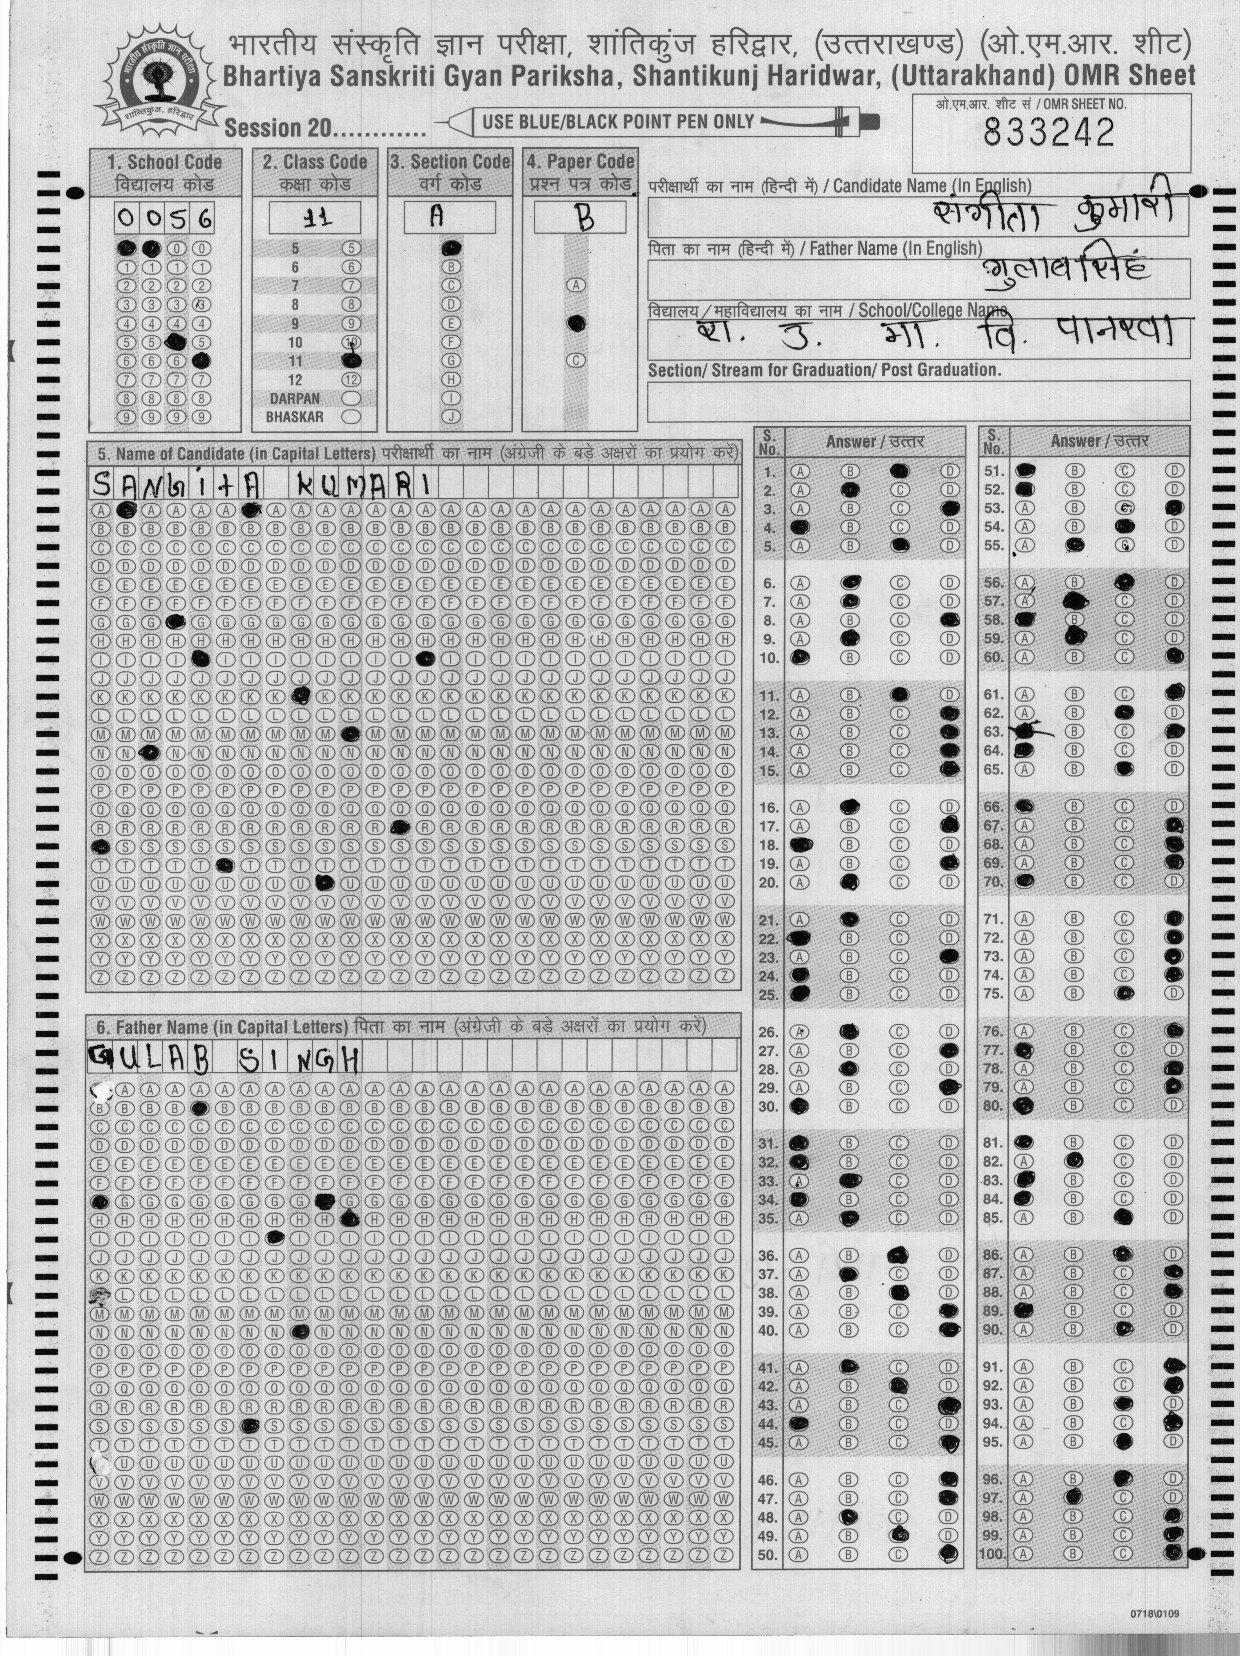 भारतीय संस्कृति ज्ञान परीक्षा, शांतिकुंज हरिद्वार, (उत्तराखण्ड) (ओ.एम.आर. शीट)
Bhartiya Sanskriti Gyan Pariksha, Shantikunj Haridwar, (Uttarakhand) OMR Sheet
Session 20............
USE BLUE/BLACK POINT PEN ONLY
ओ.एम.आर. शीट सं / OMR SHEET NO.
833242
1. School Code
विद्यालय कोड
0 0 5 6
2. Class Code
कक्षा कोड
11
5
6
7
8
9
10
11
12
DARPAN
BHASKAR
3. Section Code
वर्ग कोड
A
4. Paper Code
प्रश्न पत्र कोड
B
परीक्षार्थी का नाम (हिन्दी में) / Candidate Name (In English)
संगीता कुमारी
पिता का नाम (हिन्दी में) / Father Name (In English)
गुलाब सिंह
विद्यालय/महाविद्यालय का नाम / School/College Name
रा. उ. मा. वि. पानरवा
Section/ Stream for Graduation/ Post Graduation.
5. Name of Candidate (in Capital Letters) परीक्षार्थी का नाम (अंग्रेजी के बड़े अक्षरों का प्रयोग करें)
SANGitA KUMARI
6. Father Name (in Capital Letters) पिता का नाम (अंग्रेजी के बड़े अक्षरों का प्रयोग करें)
GULAB SINGH
S. No. Answer / उत्तर
S. No. Answer / उत्तर
0718\0109